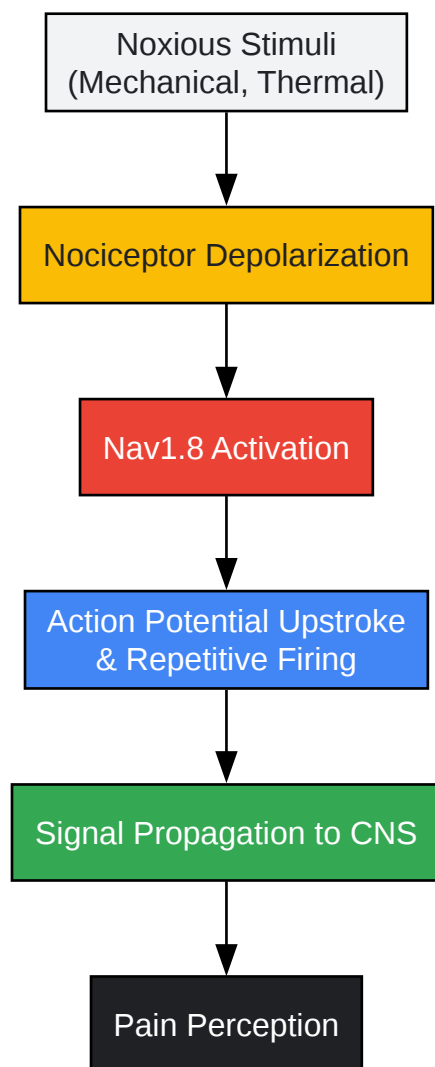 Noxious Stimuli
(Mechanical, Thermal)
Nociceptor Depolarization
Nav1.8 Activation
Action Potential Upstroke
& Repetitive Firing
Signal Propagation to CNS
Pain Perception